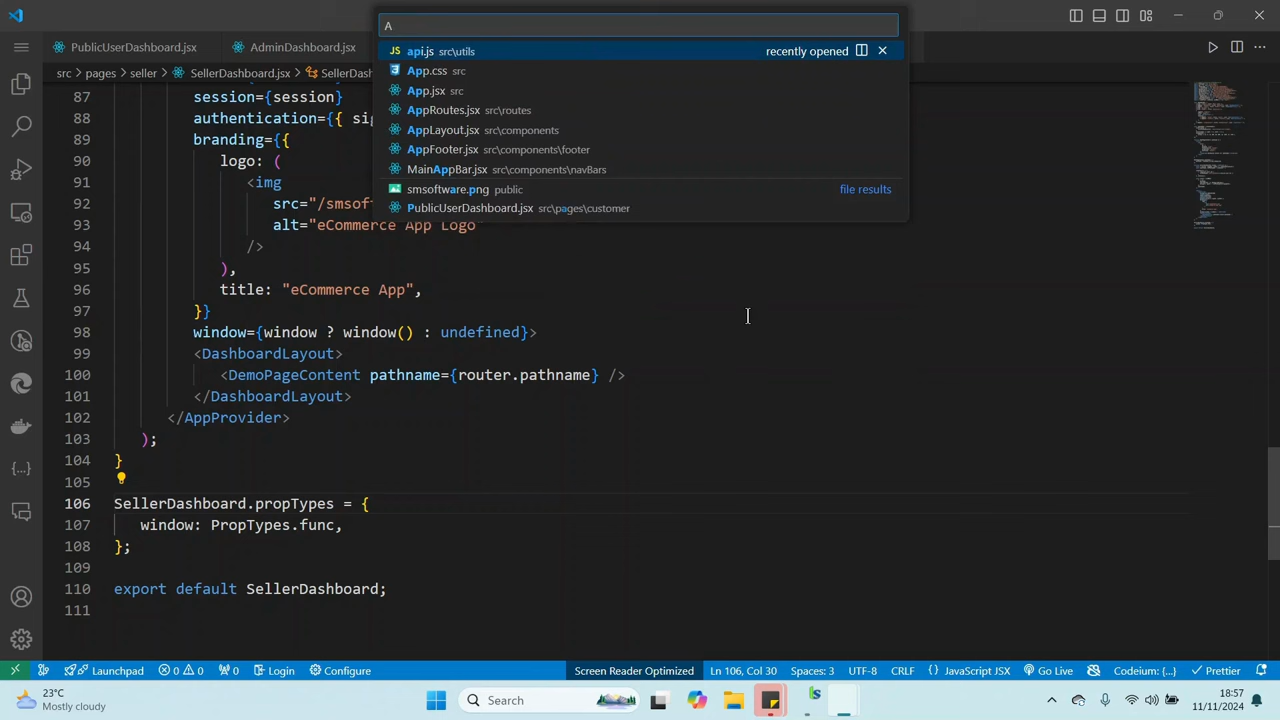 A
PublicUserDashboard.jsx
AdminDashboard.jsx
JS api.js src\utils recently opened
App.css src
App.jsx src
AppRoutes.jsx src\routes
AppLayout.jsx src\components
AppFooter.jsx src\components\footer
MainAppBar.jsx src\components\navBars
smsoftware.png public file results
PublicUserDashboard.jsx src\pages\customer
src > pages > seller > SellerDashboard.jsx > SellerDash
87 session={session}
88 authentication={{ sig
89 branding={{
90 logo: (
91 <img
92 src="/smsof
93 alt="eCommerce App Logo"
94 />
95 ),
96 title: "eCommerce App",
97 }}
98 window={window ? window() : undefined}>
99 <DashboardLayout>
100 <DemoPageContent pathname={router.pathname} />
101 </DashboardLayout>
102 </AppProvider>
103 );
104 }
105
106 SellerDashboard.propTypes = {
107 window: PropTypes.func,
108 };
109
110 export default SellerDashboard;
111
Launchpad 0 0 0 Login Configure Screen Reader Optimized Ln 106, Col 30 Spaces: 3 UTF-8 CRLF {} JavaScript JSX Go Live Codeium: {...} Prettier
23°C
Mostly cloudy
Search
18:57
11/11/2024